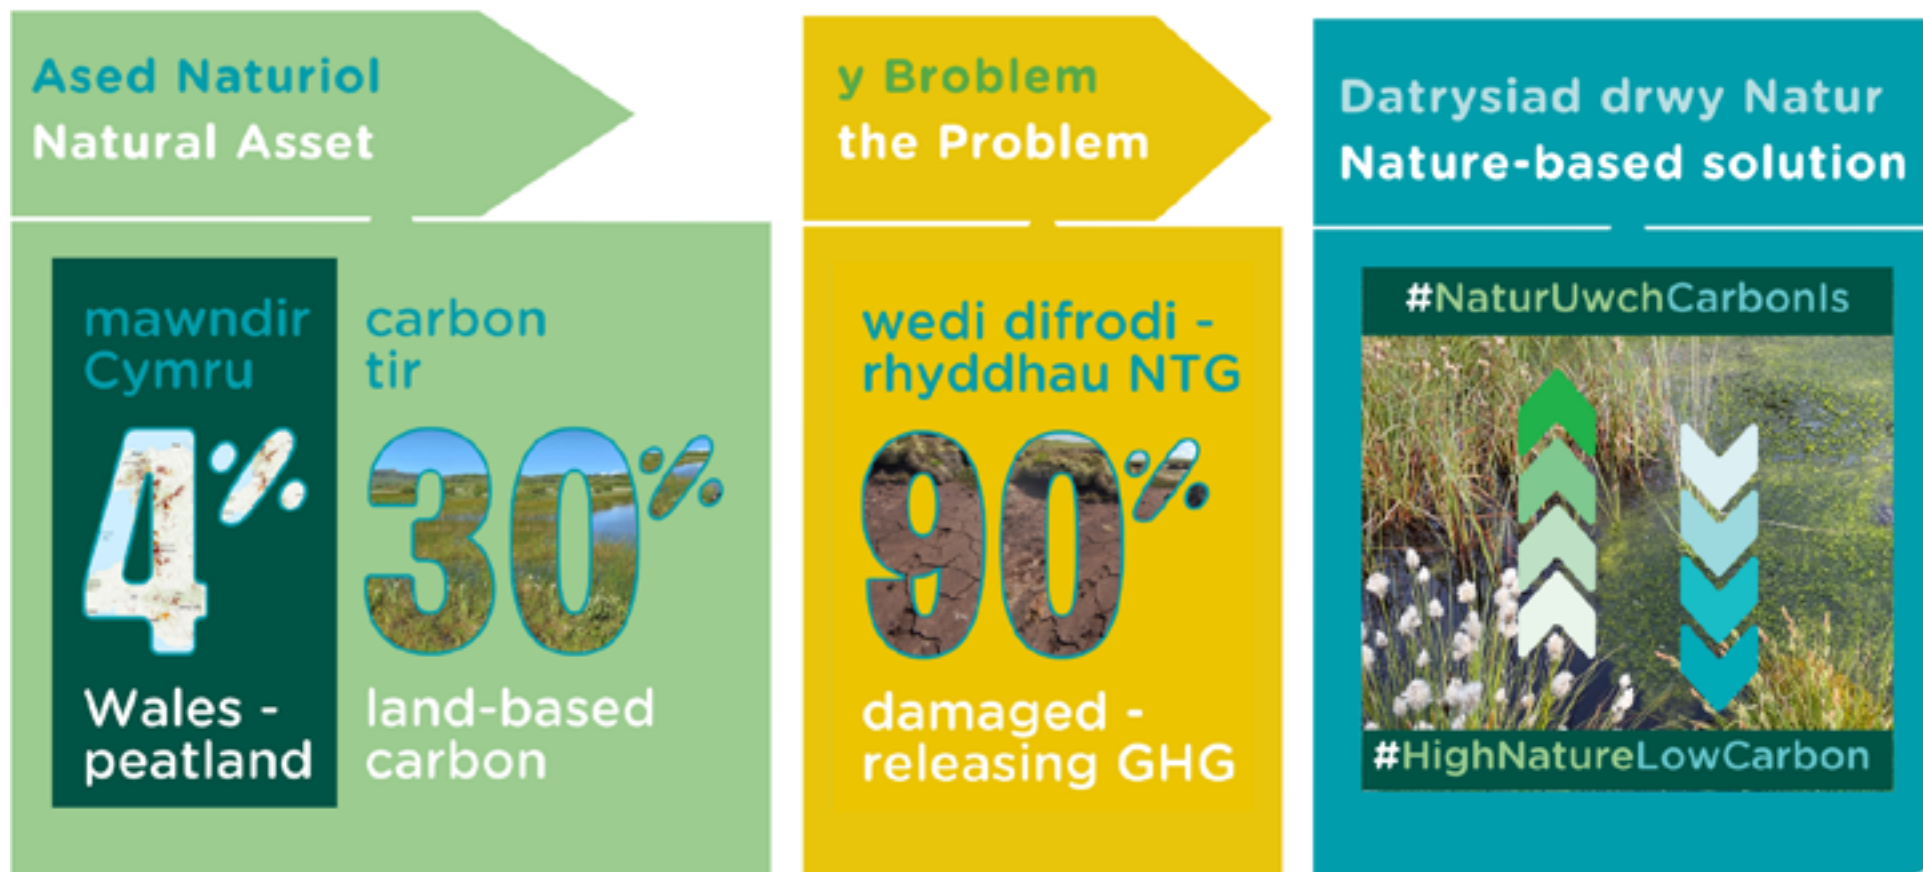 Ased Naturiol
Natural Asset
mawndir
Cymru
4%
Wales -
peatland
carbon
tir
30%
land-based
carbon
y Broblem
the Problem
wedi difrodi -
rhyddhau NTG
90%
damaged -
releasing GHG
Datrysiad drwy Natur
Nature-based solution
#NaturUwchCarbonIs
#HighNatureLowCarbon